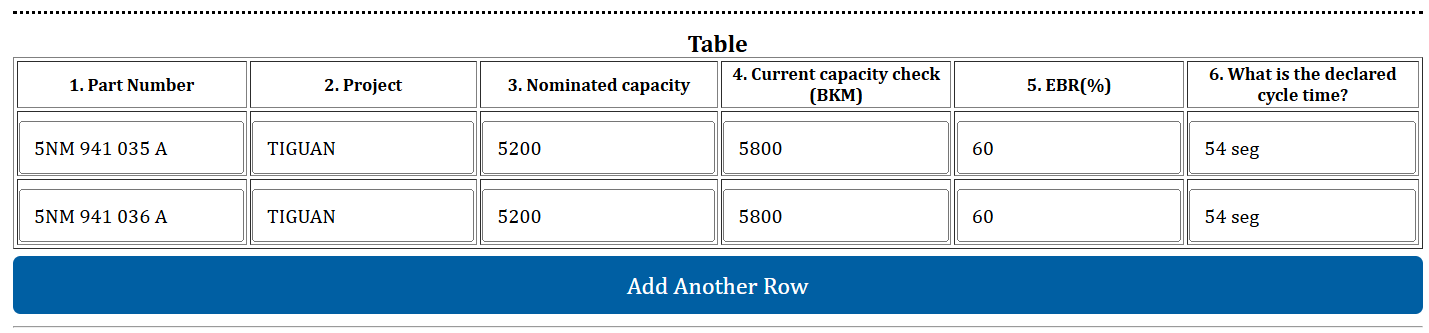 Table
1. Part Number 2. Project 3. Nominated capacity 4. Current capacity check (BKM) 5. EBR(%) 6. What is the declared cycle time?
5NM 941 035 A TIGUAN 5200 5800 60 54 seg
5NM 941 036 A TIGUAN 5200 5800 60 54 seg
Add Another Row